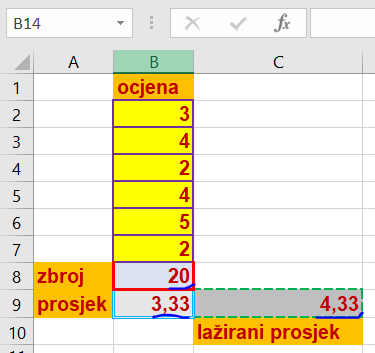 B14
fx
A B C
1 ocjena
2 3
3 4
4 2
5 4
6 5
7 2
8 zbroj 20
9 prosjek 3,33 4,33
10 lažirani prosjek